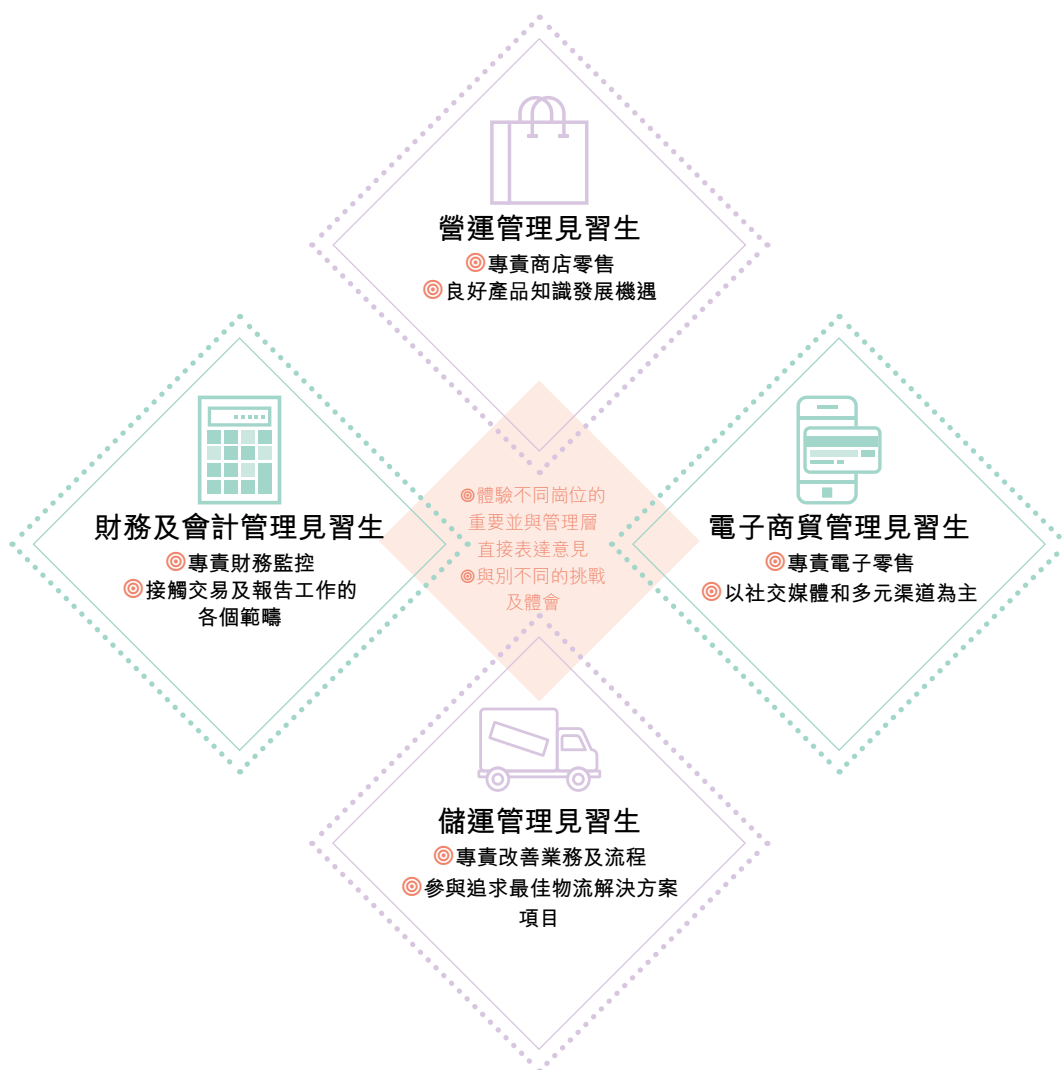 營運管理見習生
專責商店零售
良好產品知識發展機遇
財務及會計管理見習生
專責財務監控
接觸交易及報告工作的
各個範疇
體驗不同崗位的
重要並與管理層
直接表達意見
與別不同的挑戰
及體會
電子商貿管理見習生
專責電子零售
以社交媒體和多元渠道為主
儲運管理見習生
專責改善業務及流程
參與追求最佳物流解決方案
項目